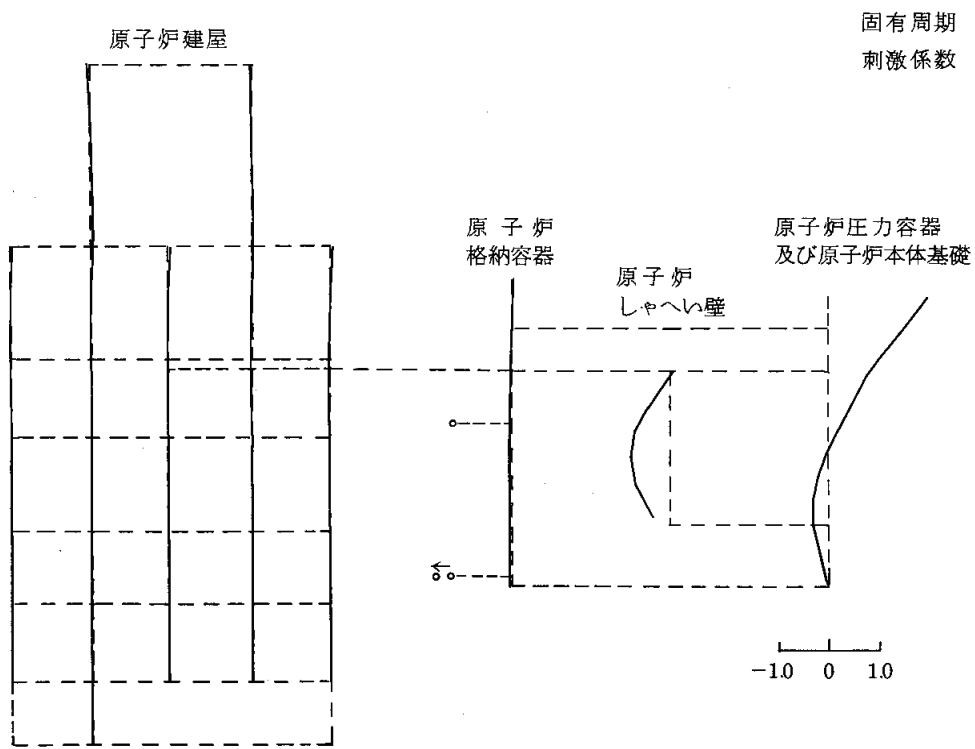 固有周期
刺激係数
原子炉建屋
原子炉
格納容器
原子炉
しゃへい壁
原子炉圧力容器
及び原子炉本体基礎
-1.0 0 1.0